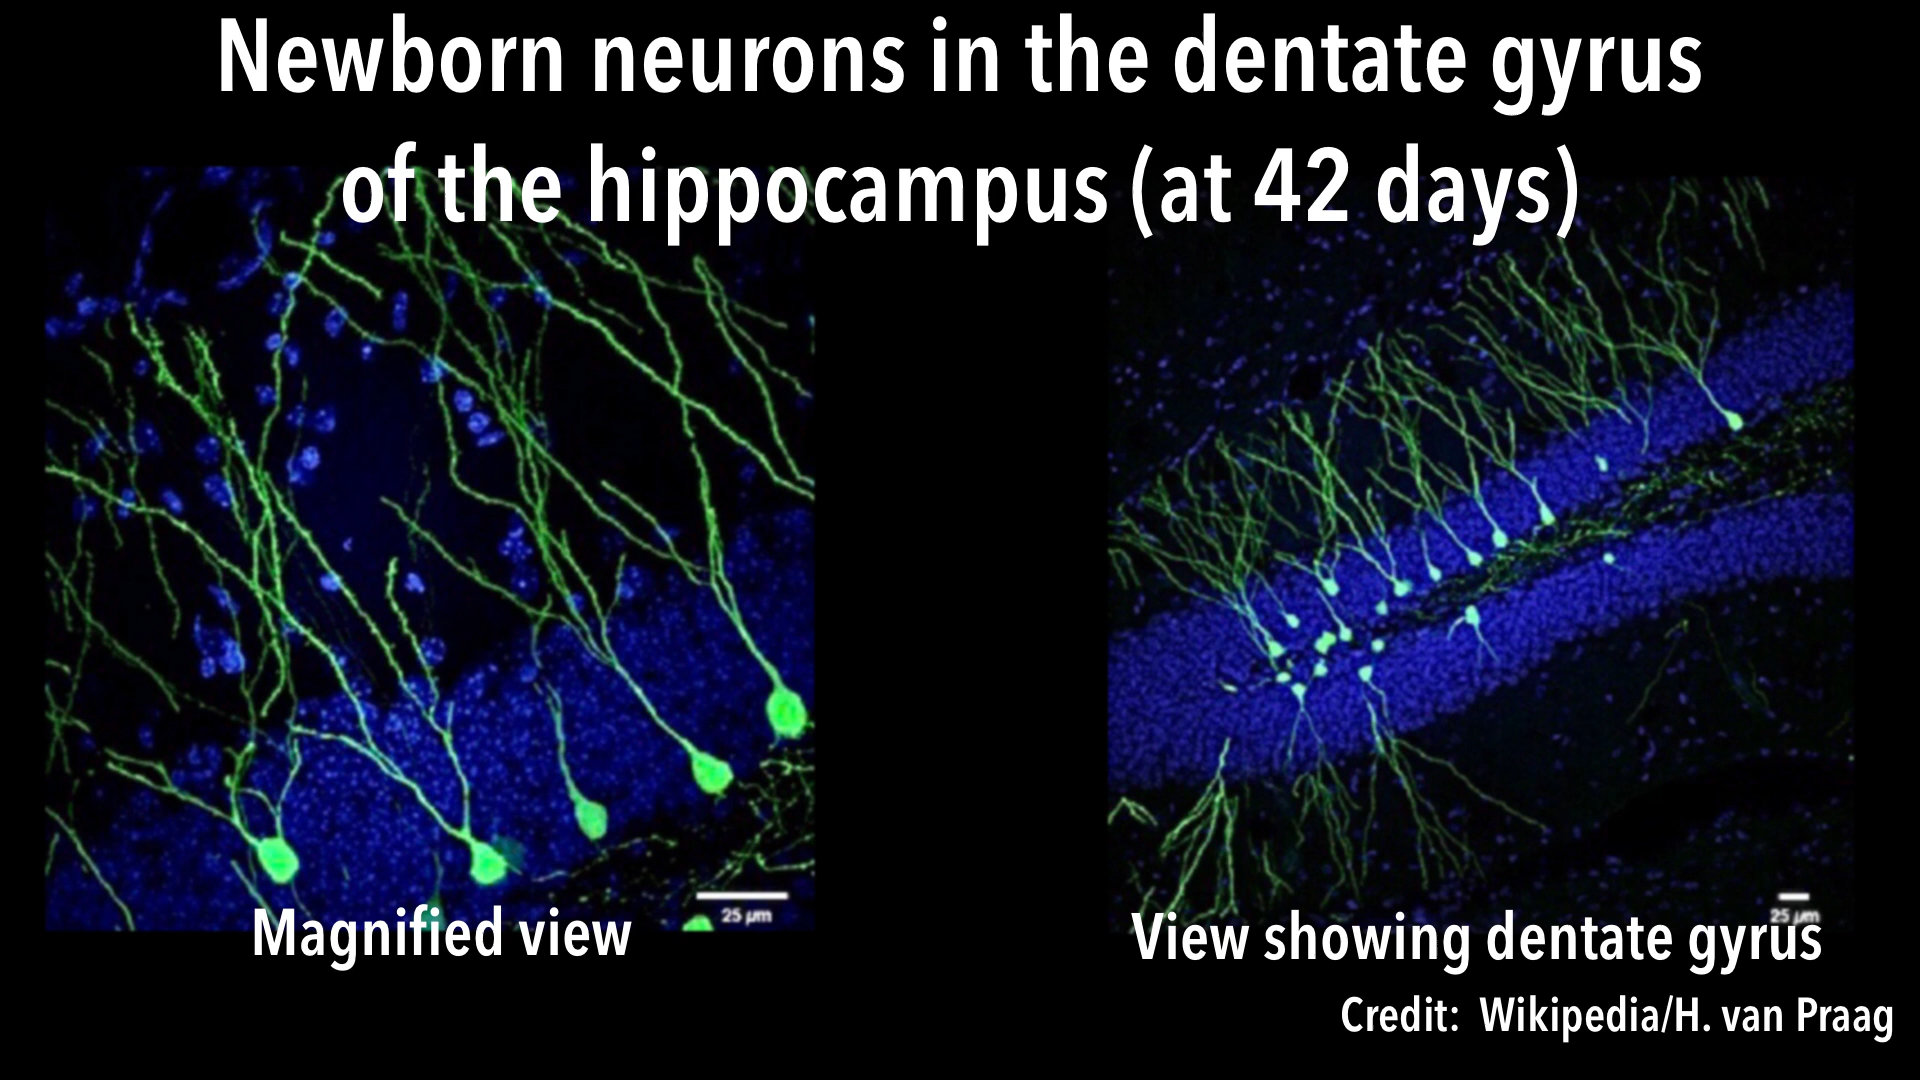 Newborn neurons in the dentate gyrus
of the hippocampus (at 42 days)
25 µm
Magnified view
25 µm
View showing dentate gyrus
Credit: Wikipedia/H. van Praag